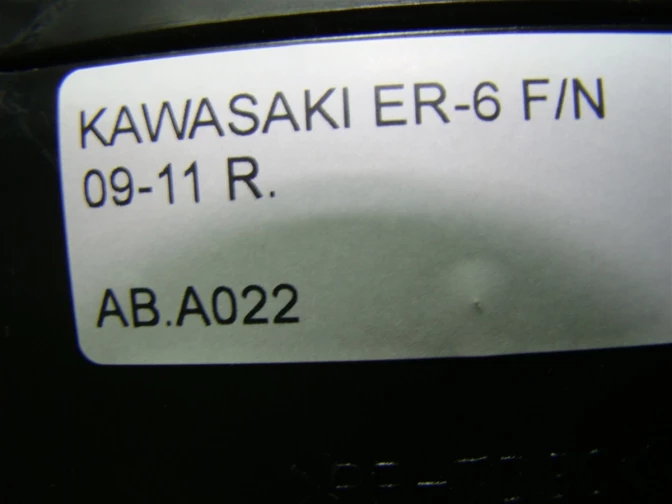 KAWASAKI ER-6 F/N
09-11 R.
AB.A022